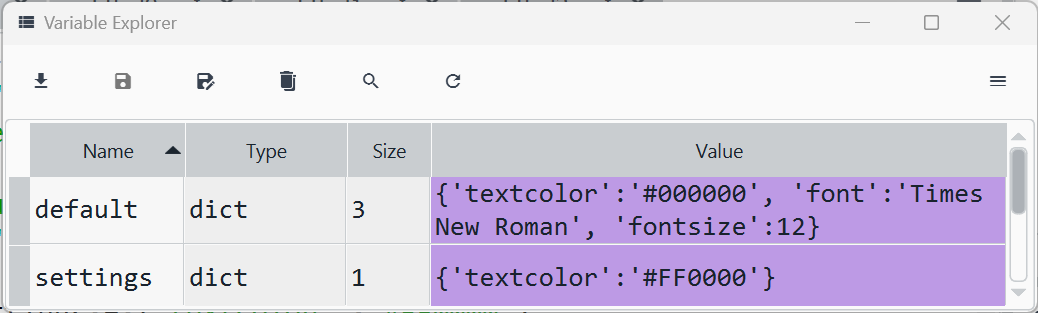 Variable Explorer
Name Type Size Value
default dict 3 {'textcolor':'#000000', 'font':'Times
New Roman', 'fontsize':12}
settings dict 1 {'textcolor':'#FF0000'}